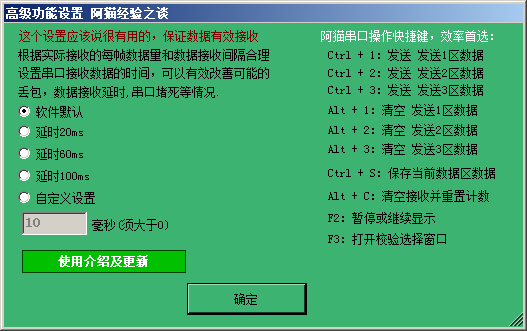 高级功能设置 阿猫经验之谈
这个设置应该说很有用的，保证数据有效接收
根据实际接收的每帧数据量和数据接收间隔合理
设置串口接收数据的时间，可以有效改善可能的
丢包，数据接收延时,串口堵死等情况.
软件默认
延时20ms
延时60ms
延时100ms
自定义设置
10 毫秒(须大于0)
使用介绍及更新
阿猫串口操作快捷键，效率首选：
Ctrl + 1: 发送 发送1区数据
Ctrl + 2: 发送 发送2区数据
Ctrl + 3: 发送 发送3区数据
Alt + 1: 清空 发送1区数据
Alt + 2: 清空 发送2区数据
Alt + 3: 清空 发送3区数据
Ctrl + S: 保存当前数据区数据
Alt + C: 清空接收并重置计数
F2: 暂停或继续显示
F3: 打开校验选择窗口
确定